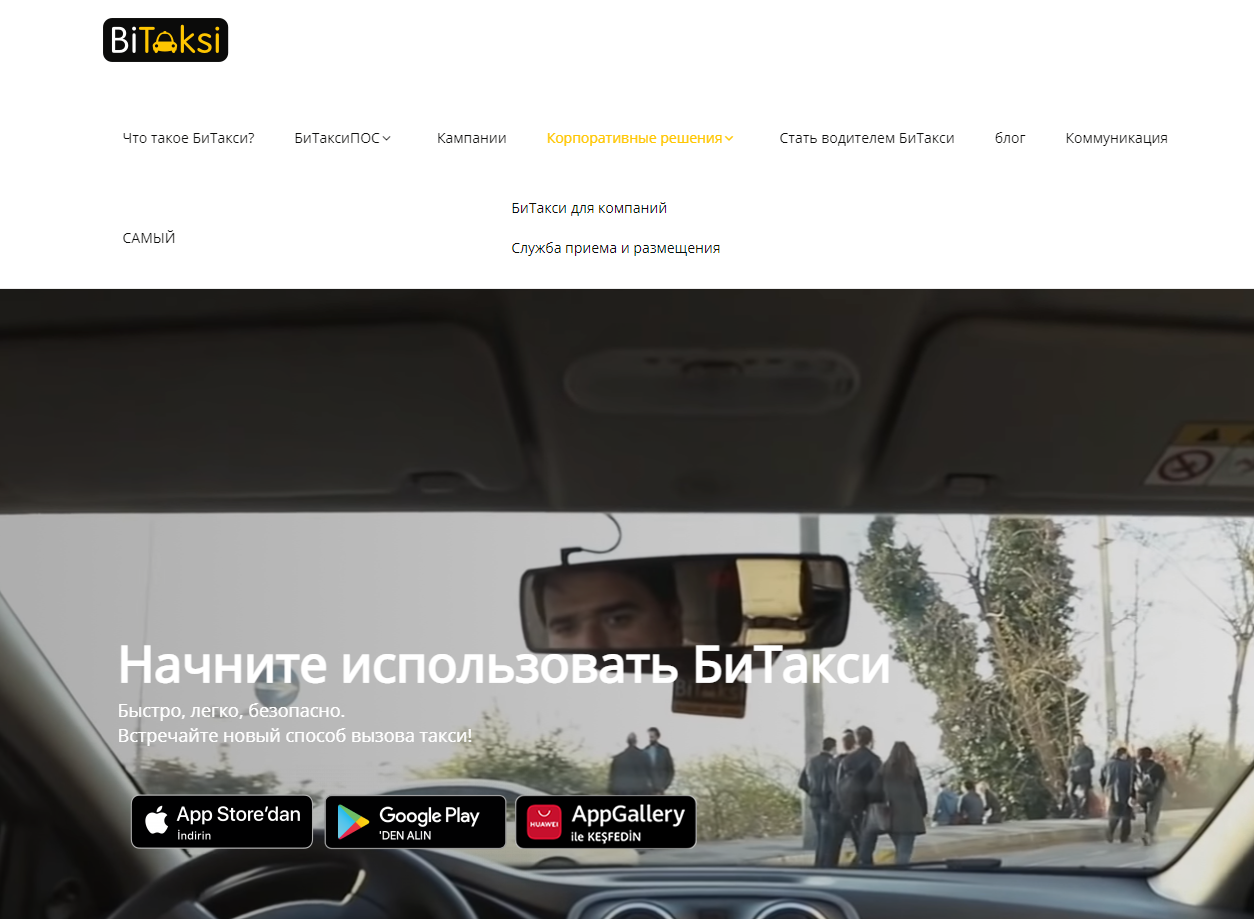 BiTaksi
Что такое БиТакси? БиТаксиПОС Кампании Корпоративные решения Стать водителем БиТакси блог Коммуникация
БиТакси для компаний
САМЫЙ
Служба приема и размещения
Начните использовать БиТакси
BiTaksi
Быстро, легко, безопасно.
Встречайте новый способ вызова такси!
App Store'dan
İndirin
Google Play
'DEN ALIN
HUAWEI
AppGallery
ile KEŞFEDİN